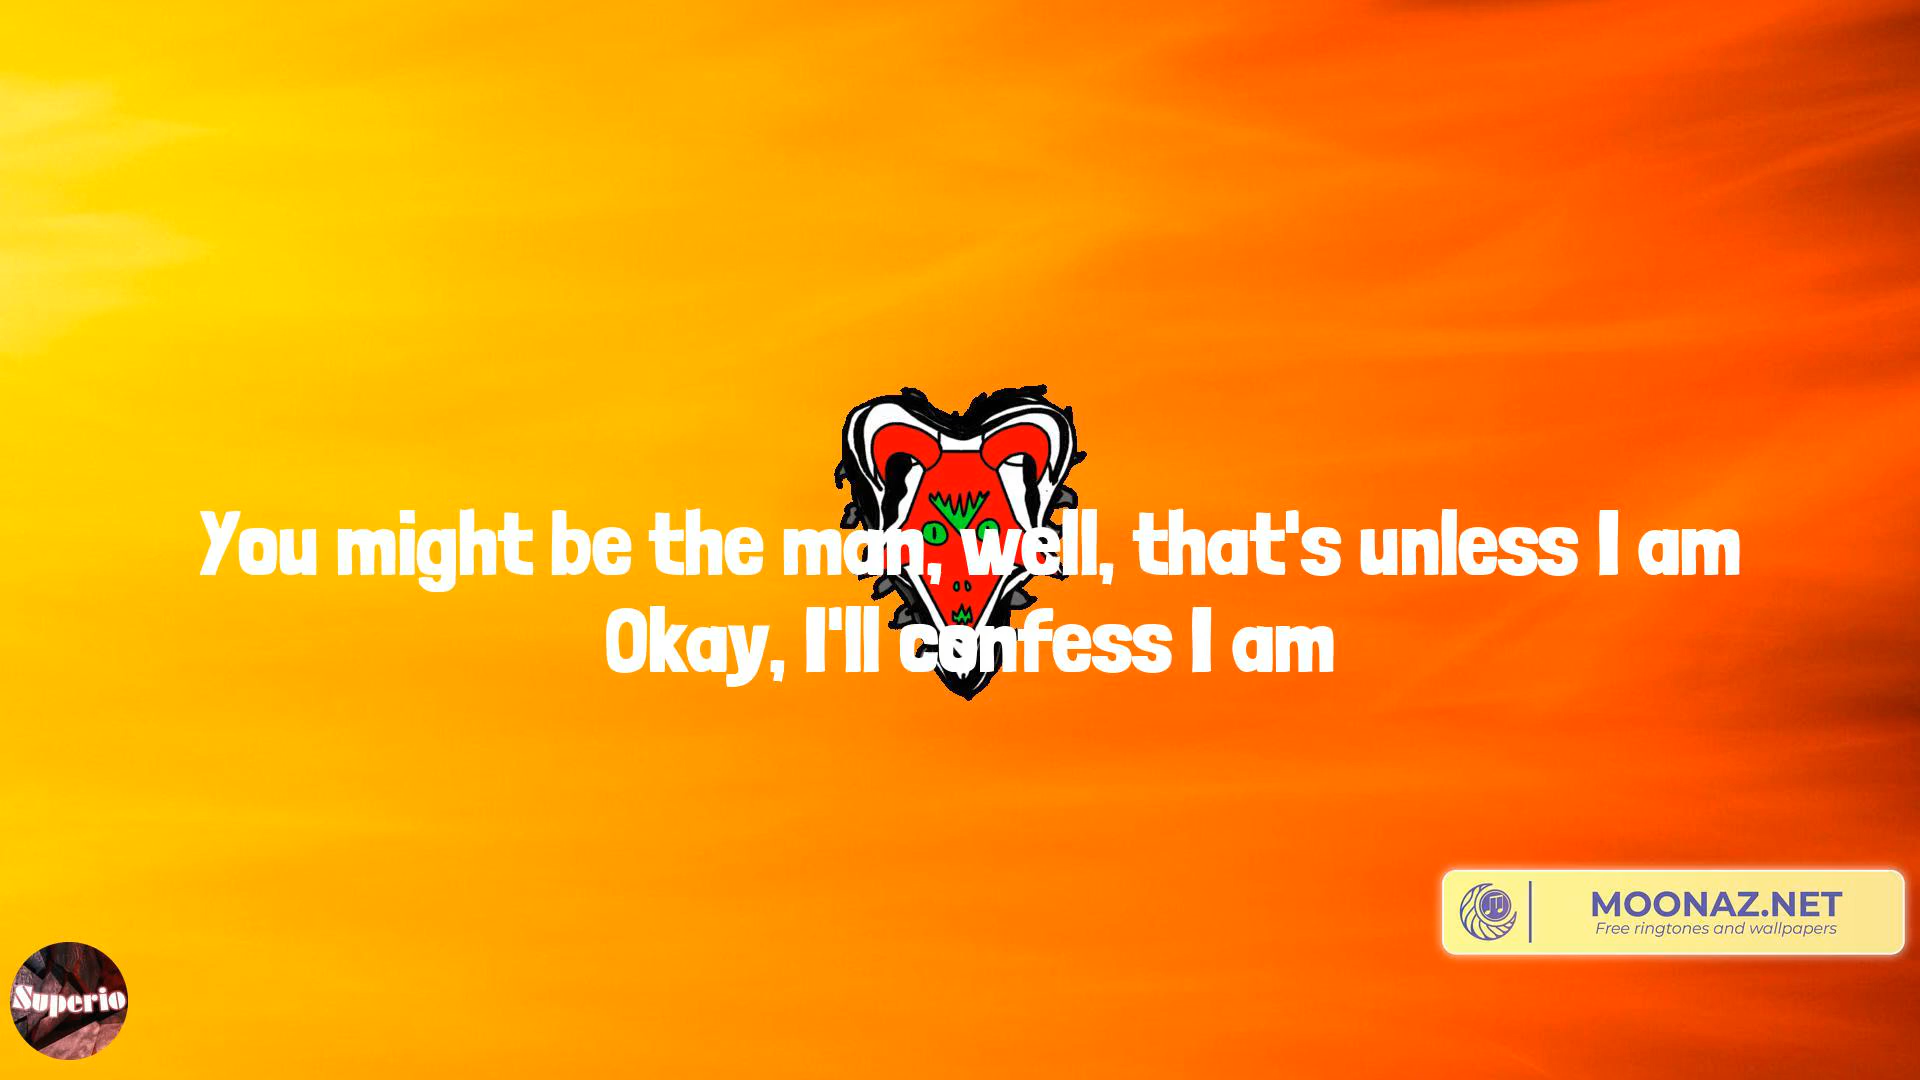 You might be the man, well, that's unless I am
Okay, I'll confess I am
MOONAZ.NET
Free ringtones and wallpapers
Superio